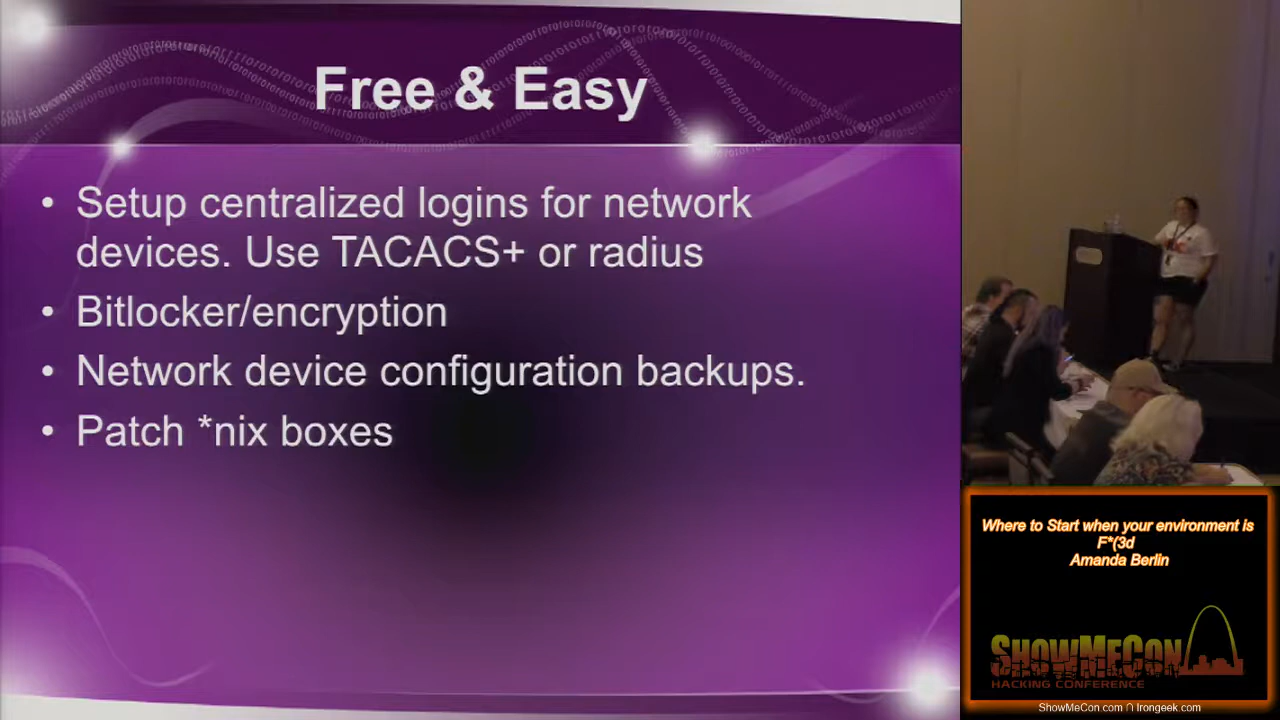 Free & Easy
• Setup centralized logins for network
devices. Use TACACS+ or radius
• Bitlocker/encryption
• Network device configuration backups.
• Patch *nix boxes
Where to Start when your environment is
F*(3d
Amanda Berlin
ShowMeCon
HACKING CONFERENCE
ShowMeCon.com ∩ Irongeek.com